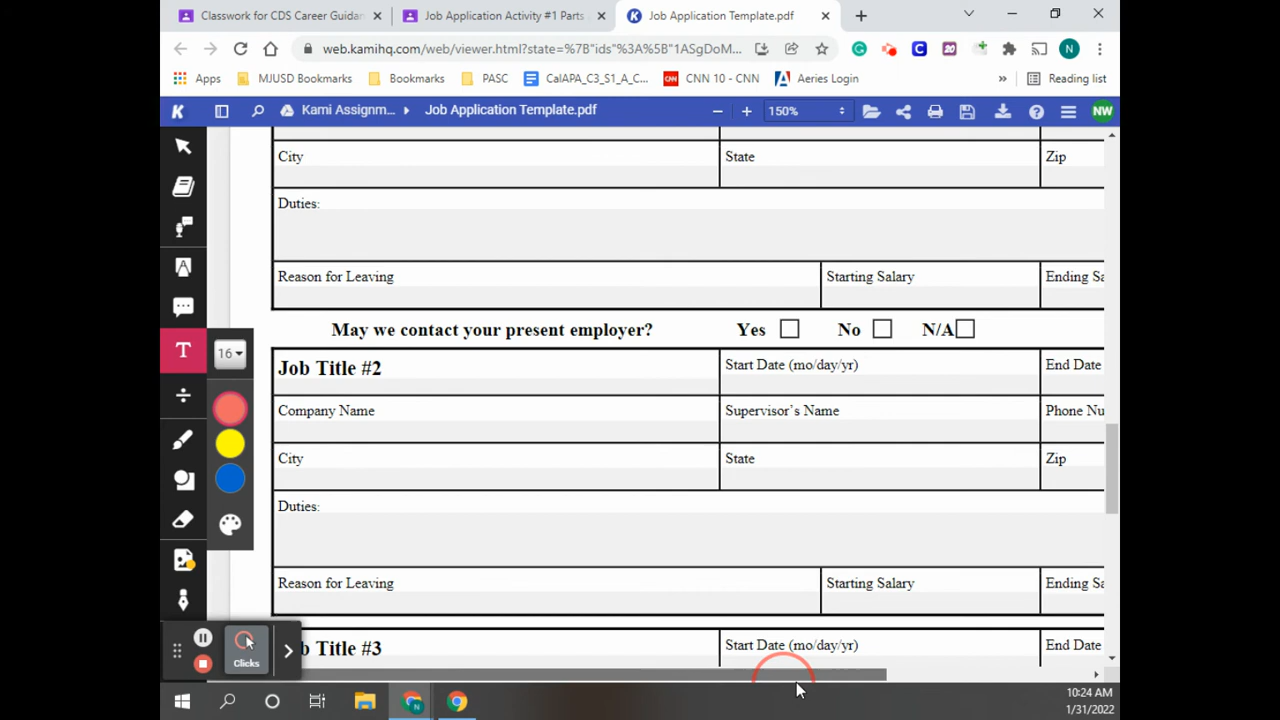 Classwork for CDS Career Guidan
Job Application Activity #1 Parts
Job Application Template.pdf
web.kamihq.com/web/viewer.html?state=%7B"ids"%3A%5B"1ASgDoM...
20
N
Apps
MJUSD Bookmarks
Bookmarks
PASC
CalAPA_C3_S1_A_C...
CNN 10 - CNN
Aeries Login
»
Reading list
K
Kami Assignm...
Job Application Template.pdf
150%
NW
City
State
Zip
Duties:
Reason for Leaving
Starting Salary
Ending Sa
May we contact your present employer?
Yes
No
N/A
T
16
Job Title #2
Start Date (mo/day/yr)
End Date
Company Name
Supervisor's Name
Phone Nu
City
State
Zip
Duties:
Reason for Leaving
Starting Salary
Ending Sa
b Title #3
Start Date (mo/day/yr)
End Date
Clicks
10:24 AM
1/31/2022